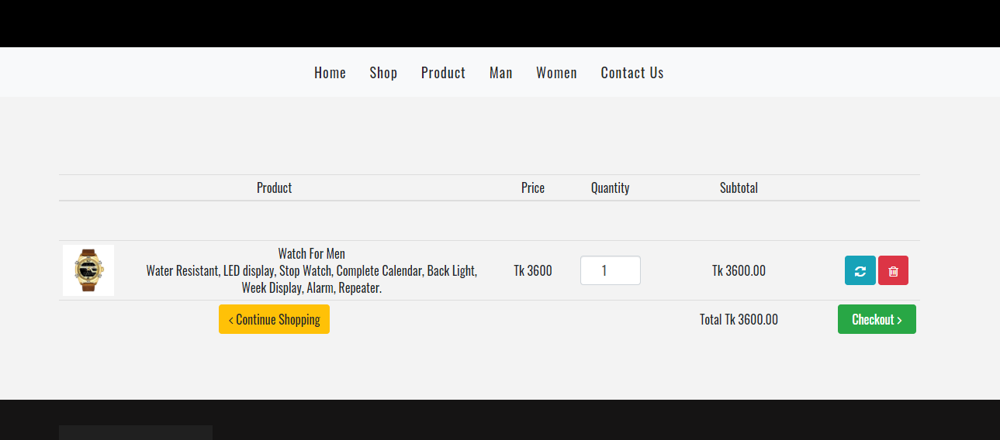 Home Shop Product Man Women Contact Us
Product Price Quantity Subtotal
Watch For Men
Water Resistant, LED display, Stop Watch, Complete Calendar, Back Light,
Week Display, Alarm, Repeater.
Tk 3600 1 Tk 3600.00
< Continue Shopping Total Tk 3600.00 Checkout >